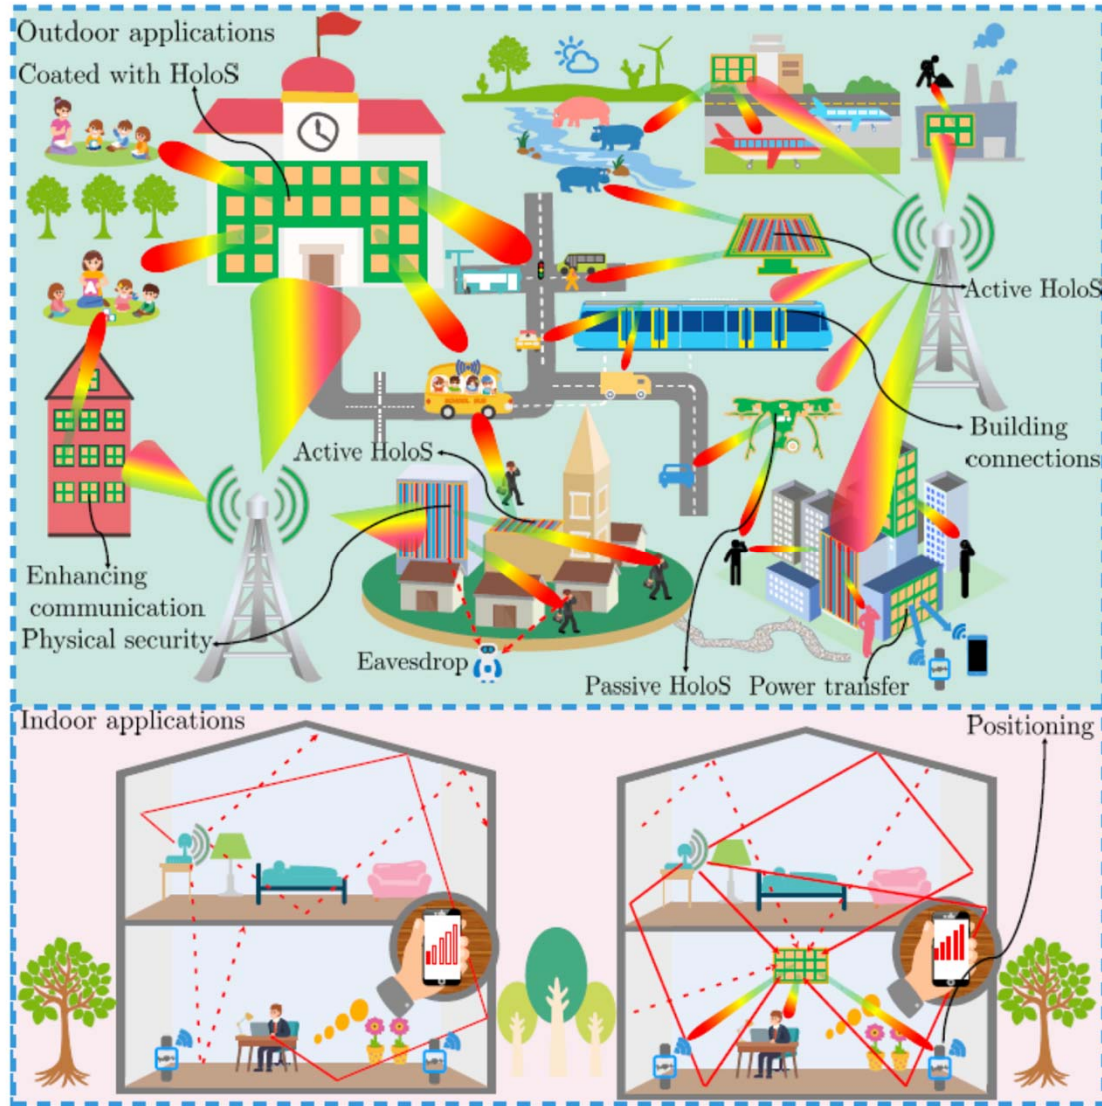 Outdoor applications
Coated with HoloS
Active HoloS
SCHOOL BUS
Active HoloS
Building
connections
Enhancing
communication
Physical security
Eavesdrop
Passive HoloS
Power transfer
Indoor applications
Positioning